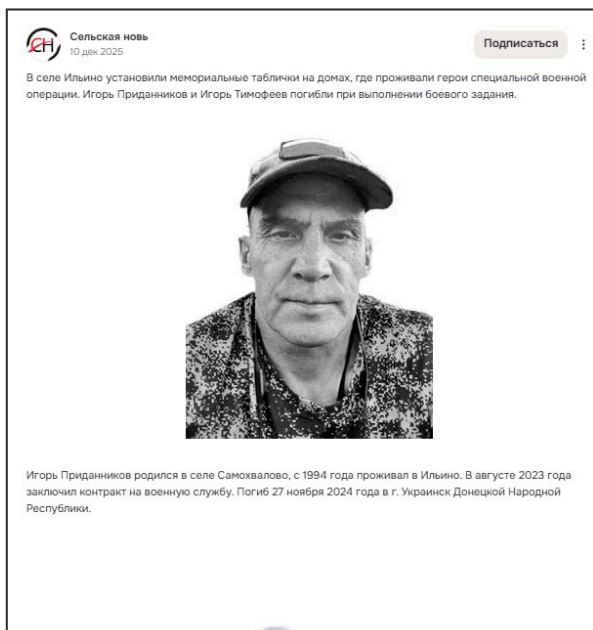 СН
Сельская новь
10 дек 2025
Подписаться
В селе Ильино установили мемориальные таблички на домах, где проживали герои специальной военной
операции. Игорь Приданников и Игорь Тимофеев погибли при выполнении боевого задания.
Игорь Приданников родился в селе Самохвалово, с 1994 года проживал в Ильино. В августе 2023 года
заключил контракт на военную службу. Погиб 27 ноября 2024 года в г. Украинск Донецкой Народной
Республики.